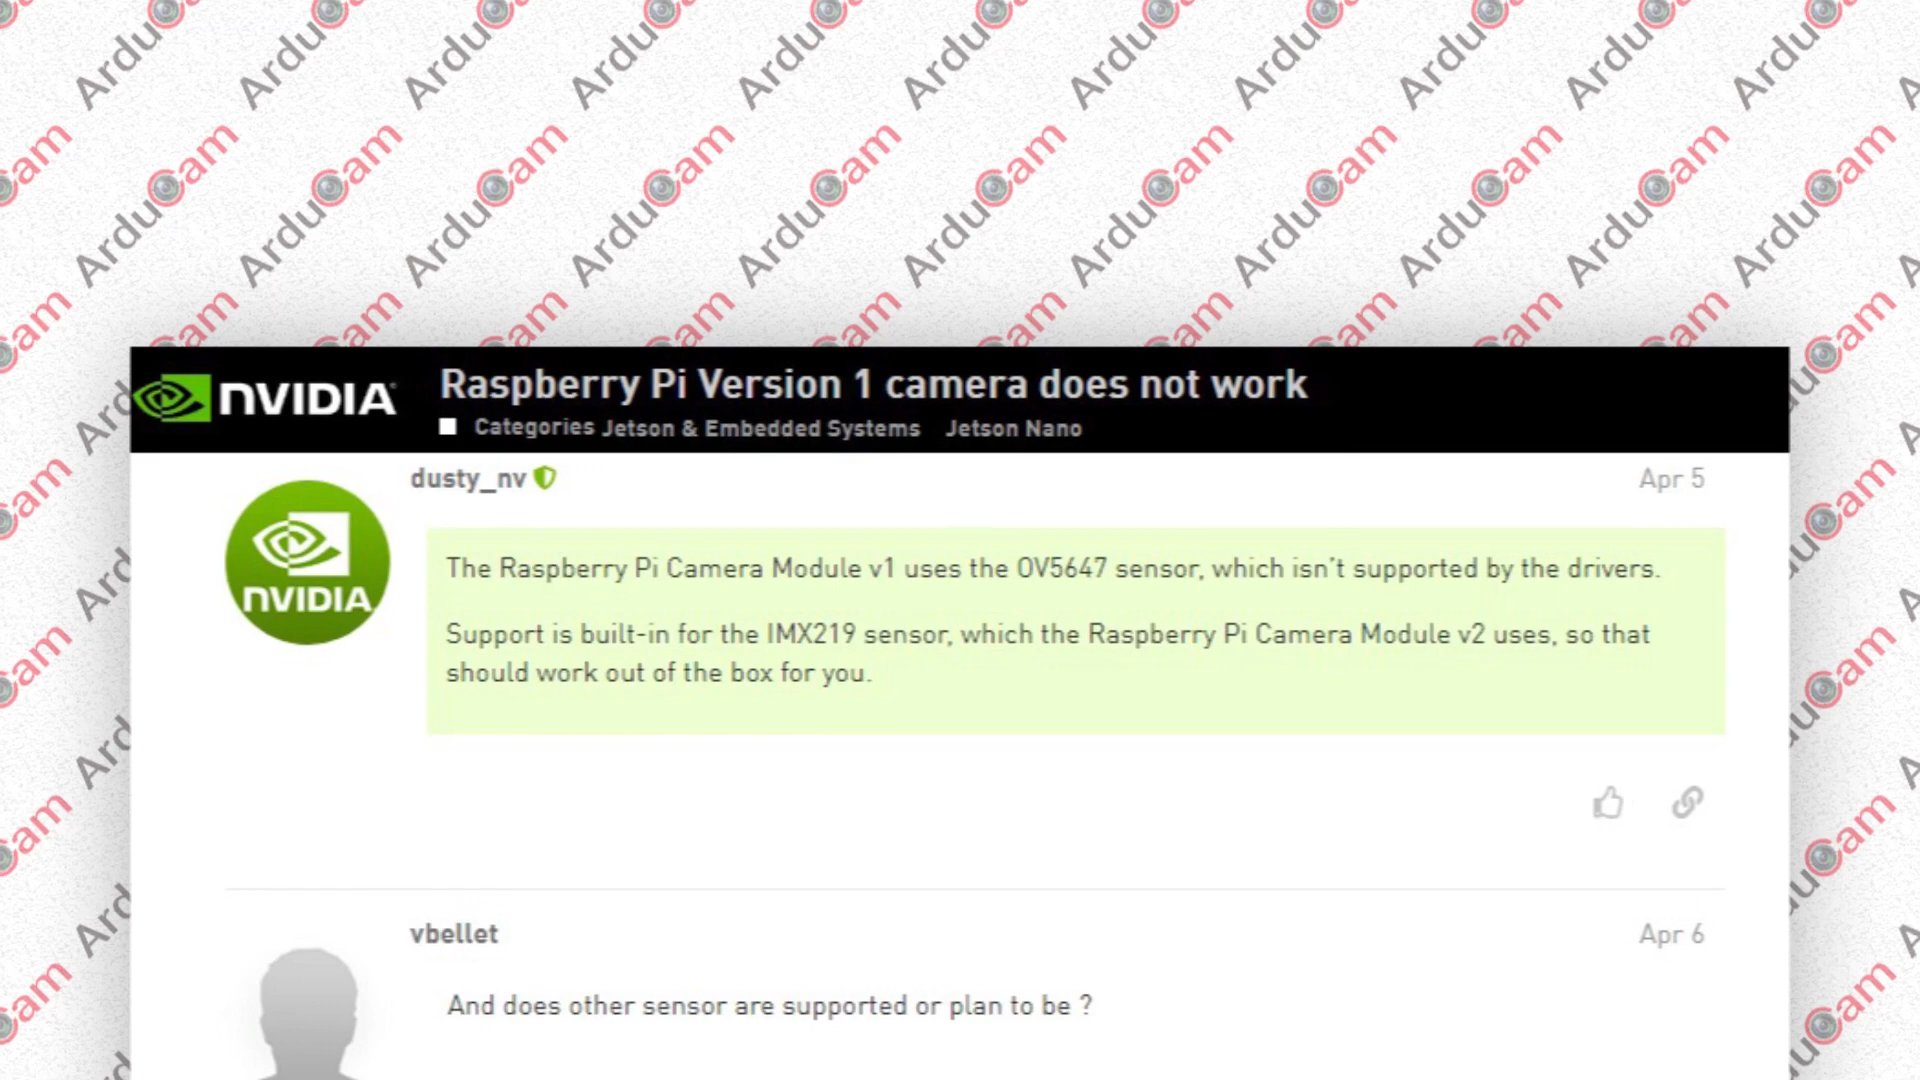 NVIDIA
Raspberry Pi Version 1 camera does not work
Categories Jetson & Embedded Systems Jetson Nano
dusty_nv
Apr 5
NVIDIA
The Raspberry Pi Camera Module v1 uses the OV5647 sensor, which isn't supported by the drivers.
Support is built-in for the IMX219 sensor, which the Raspberry Pi Camera Module v2 uses, so that
should work out of the box for you.
vbellet
Apr 6
And does other sensor are supported or plan to be ?
ArduCam